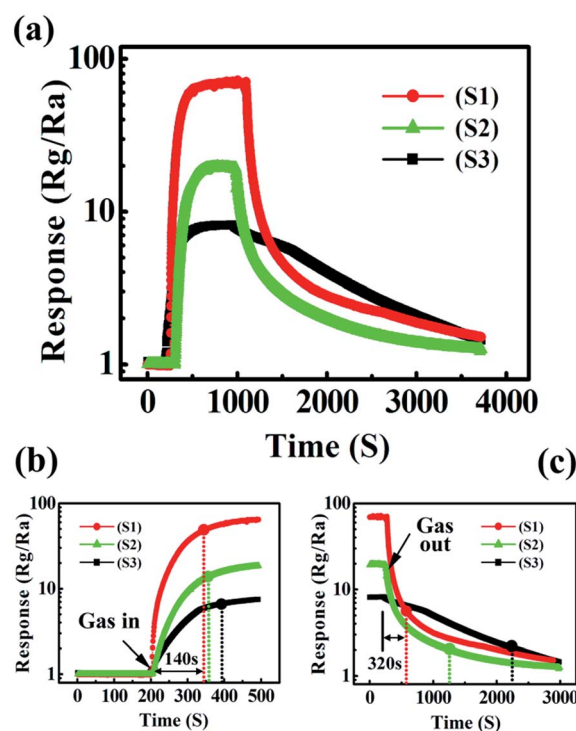 (a)
Response (Rg/Ra)
100
10
1
(S1)
(S2)
(S3)
0 1000 2000 3000 4000
Time (S)
(b)
Response (Rg/Ra)
100
10
1
(S1)
(S2)
(S3)
Gas in
140s
0 100 200 300 400 500
Time (S)
(c)
Response (Rg/Ra)
100
10
1
Gas
out
(S1)
(S2)
(S3)
320s
0 1000 2000 3000
Time (S)